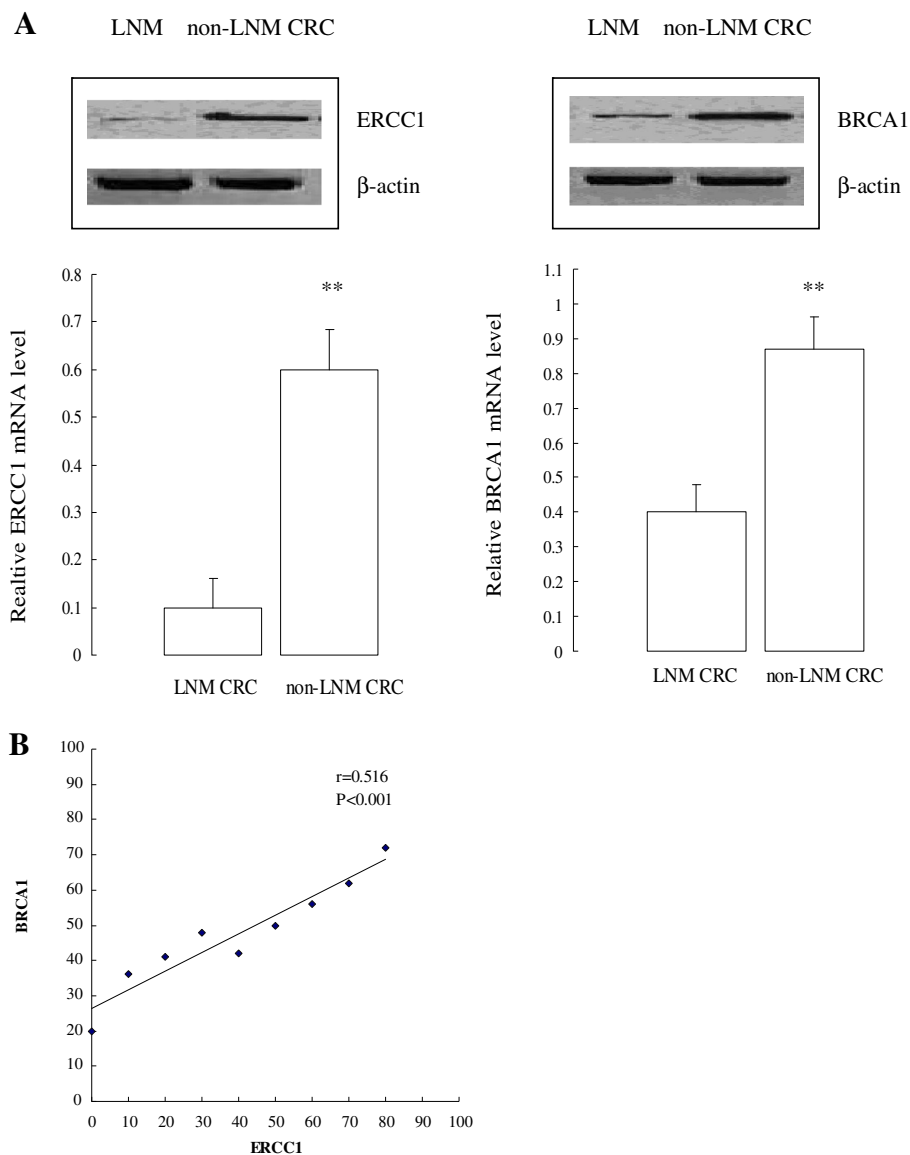 A
LNM non-LNM CRC
ERCC1
β-actin
Realtive ERCC1 mRNA level
0.8
0.7
0.6
0.5
0.4
0.3
0.2
0.1
0
**
LNM CRC non-LNM CRC
LNM non-LNM CRC
BRCA1
β-actin
Relative BRCA1 mRNA level
1.1
1
0.9
0.8
0.7
0.6
0.5
0.4
0.3
0.2
0.1
0
**
LNM CRC non-LNM CRC
B
BRCA1
100
90
80
70
60
50
40
30
20
10
0
r=0.516
P<0.001
0 10 20 30 40 50 60 70 80 90 100
ERCC1